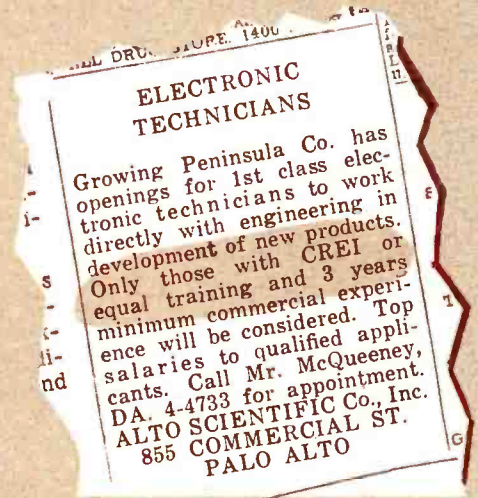 DRUG STORE. 1400
ELECTRONIC
TECHNICIANS
Growing Peninsula Co. has
openings for 1st class elec-
tronic technicians to work
directly with engineering in
development of new products.
Only those with CREI or
equal training and 3 years
minimum commercial experi-
ence will be considered. Top
salaries to qualified appli-
cants. Call Mr. McQueeney,
DA. 4-4733 for appointment.
ALTO SCIENTIFIC Co., Inc.
855 COMMERCIAL ST.
PALO ALTO